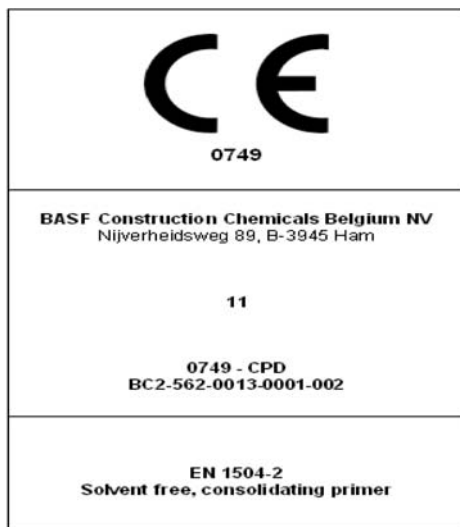 CE
0749
BASF Construction Chemicals Belgium NV
Nijverheidsweg 89, B-3945 Ham
11
0749 - CPD
BC2-562-0013-0001-002
EN 1504-2
Solvent free, consolidating primer